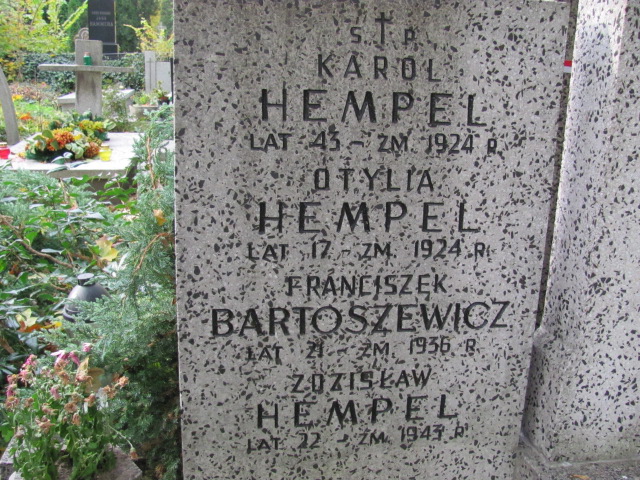 Ś † P.
KAROL
HEMPEL
LAT 43 – ZM. 1924 R.
OTYLIA
HEMPEL
LAT 17 – ZM. 1924 R.
FRANCISZEK
BARTOSZEWICZ
LAT 21 – ZM. 1936 R.
ZDZISŁAW
HEMPEL
LAT 22 – ZM. 1943 R.